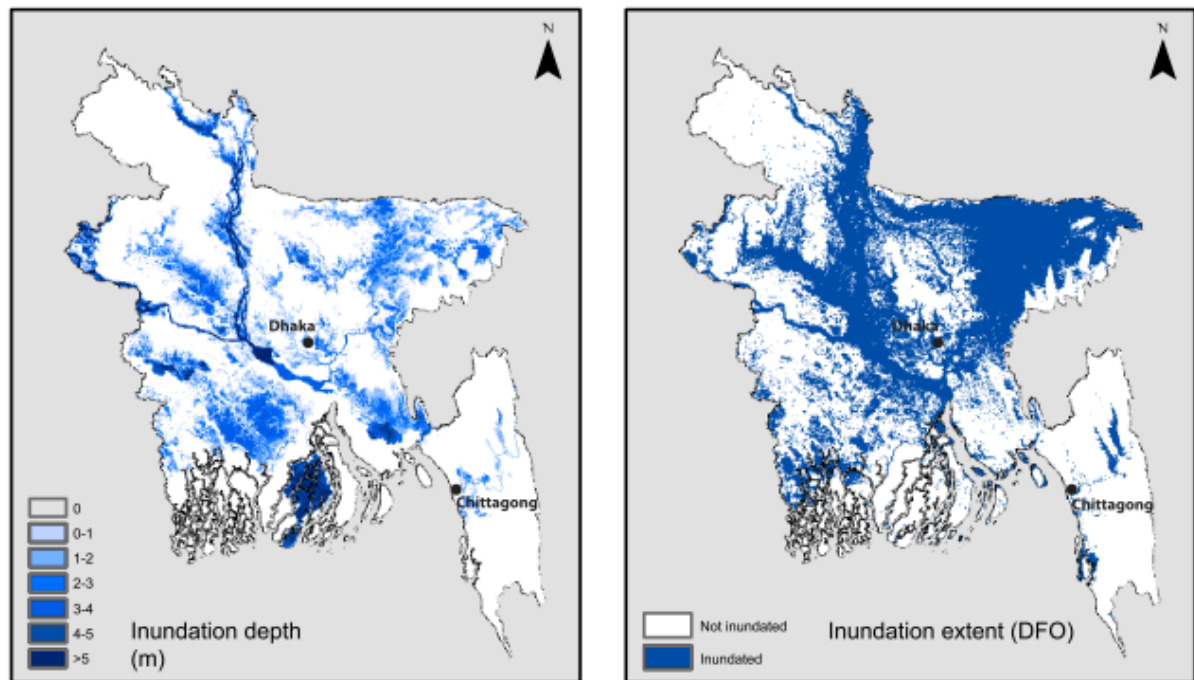 N
Dhaka
Chittagong
0
0-1
1-2
2-3
3-4
4-5
>5
Inundation depth
(m)
N
Dhaka
Chittagong
Not inundated
Inundated
Inundation extent (DFO)